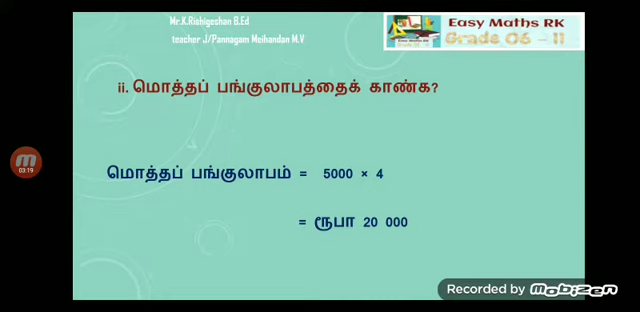 Mr.K.Rishigeshan B.Ed
teacher J/Pannagam Meihandan M.V
Easy Maths RK
Grade 06 - 11
ii. மொத்தப் பங்குலாபத்தைக் காண்க?
மொத்தப் பங்குலாபம் = 5000 × 4
= ரூபா 20 000
03:19
Recorded by Mobizen